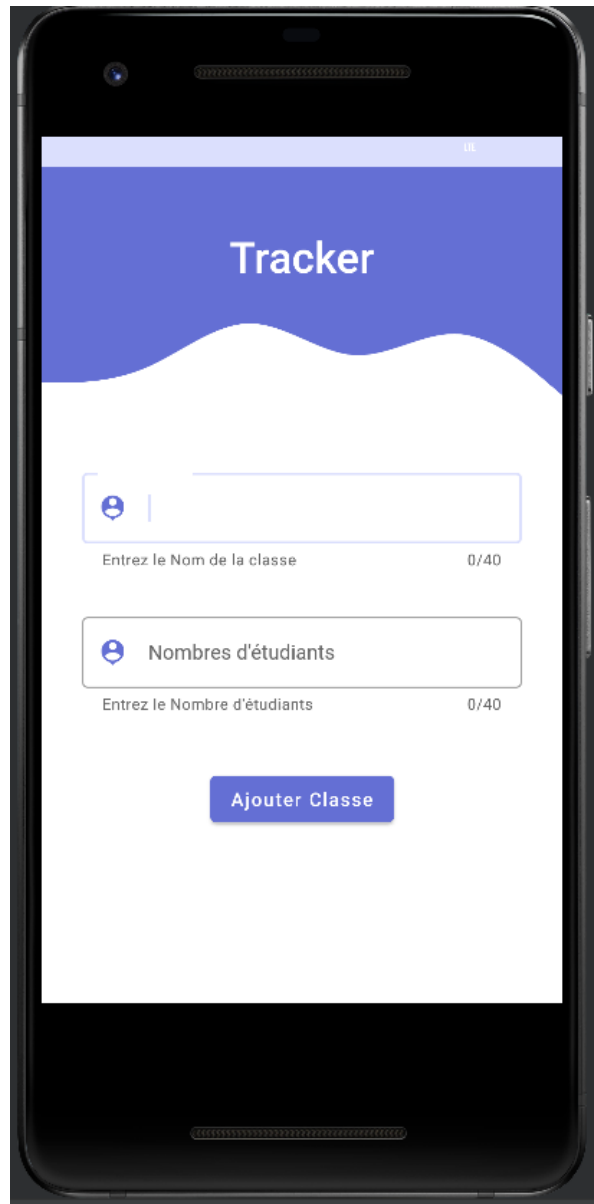 LTE
Tracker
Entrez le Nom de la classe 0/40
Nombres d'étudiants
Entrez le Nombre d'étudiants 0/40
Ajouter Classe